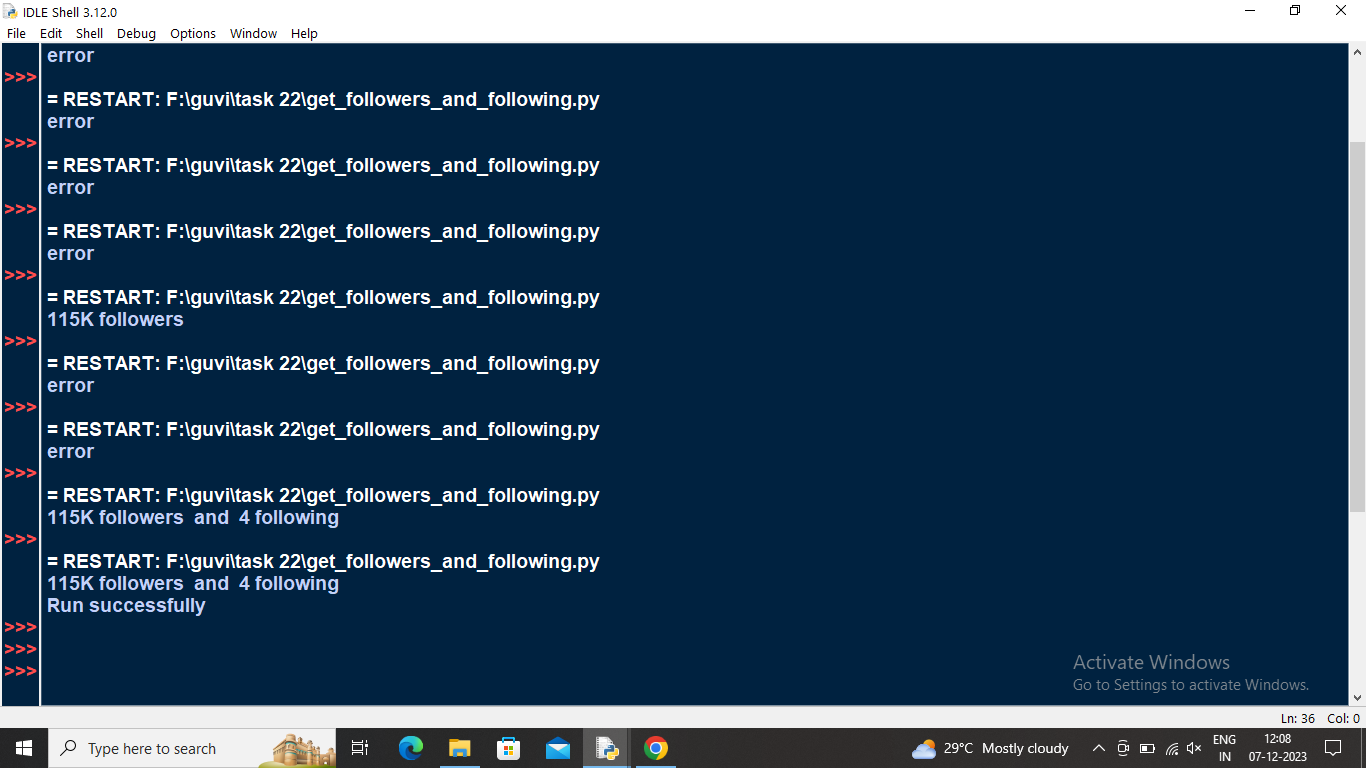 IDLE Shell 3.12.0
File Edit Shell Debug Options Window Help
error
>>>
= RESTART: F:\guvi\task 22\get_followers_and_following.py
error
>>>
= RESTART: F:\guvi\task 22\get_followers_and_following.py
error
>>>
= RESTART: F:\guvi\task 22\get_followers_and_following.py
error
>>>
= RESTART: F:\guvi\task 22\get_followers_and_following.py
115K followers
>>>
= RESTART: F:\guvi\task 22\get_followers_and_following.py
error
>>>
= RESTART: F:\guvi\task 22\get_followers_and_following.py
error
>>>
= RESTART: F:\guvi\task 22\get_followers_and_following.py
115K followers  and  4 following
>>>
= RESTART: F:\guvi\task 22\get_followers_and_following.py
115K followers  and  4 following
Run successfully
>>>
>>>
>>>
Activate Windows
Go to Settings to activate Windows.
Ln: 36 Col: 0
Type here to search
29°C Mostly cloudy
ENG
IN
12:08
07-12-2023